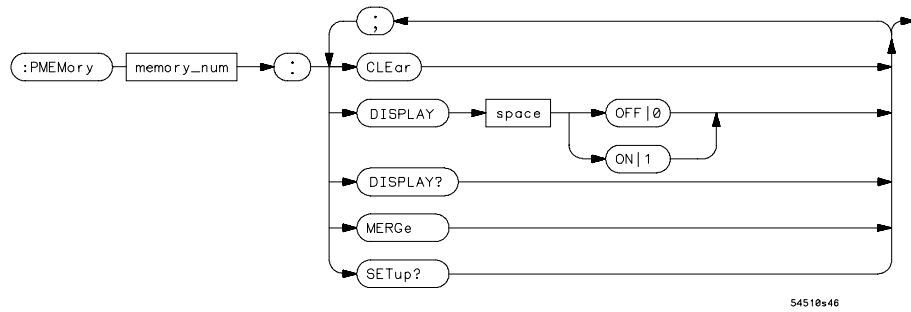 ;
:PMEMory memory_num : CLEar
DISPLAY space OFF|0
ON|1
DISPLAY?
MERGe
SETup?
54510s46